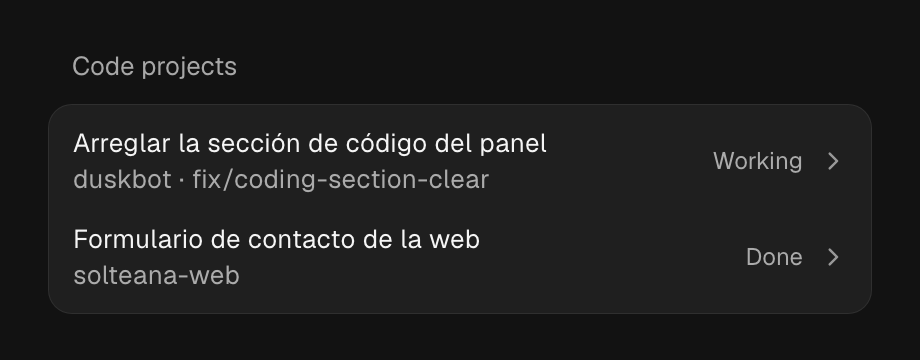 Code projects
Arreglar la sección de código del panel
duskbot · fix/coding-section-clear
Working
Formulario de contacto de la web
solteana-web
Done